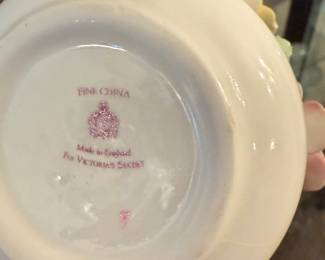 FINE CHINA
Made in England
For VICTORIA'S SECRET